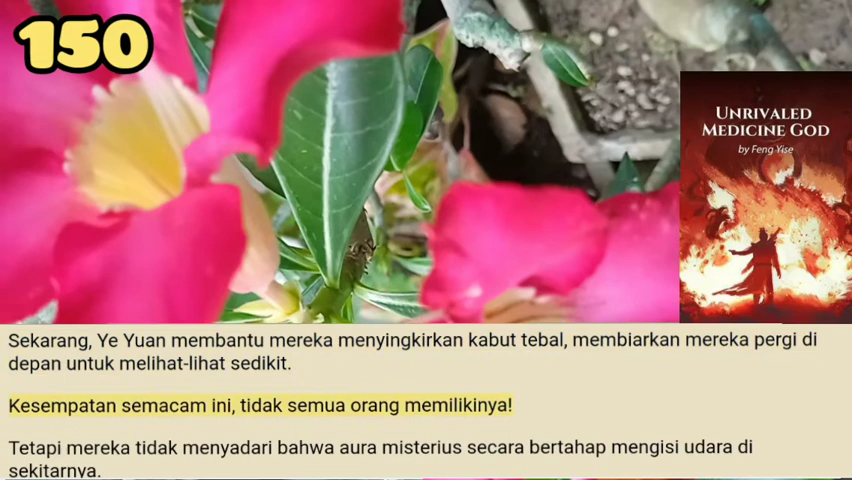 150
UNRIVALED
MEDICINE GOD
by Feng Yise
Sekarang, Ye Yuan membantu mereka menyingkirkan kabut tebal, membiarkan mereka pergi di
depan untuk melihat-lihat sedikit.
Kesempatan semacam ini, tidak semua orang memilikinya!
Tetapi mereka tidak menyadari bahwa aura misterius secara bertahap mengisi udara di
sekitarnya.